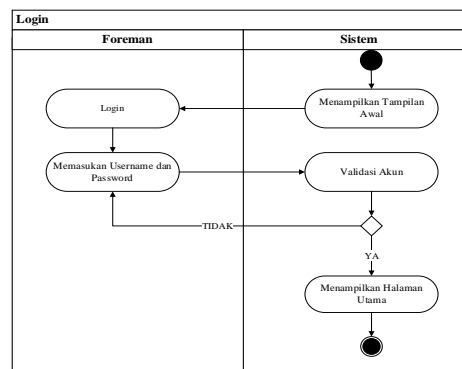 Login
Foreman
Sistem
Menampilkan Tampilan
Awal
Login
Memasukan Username dan
Password
Validasi Akun
TIDAK
YA
Menampilkan Halaman
Utama